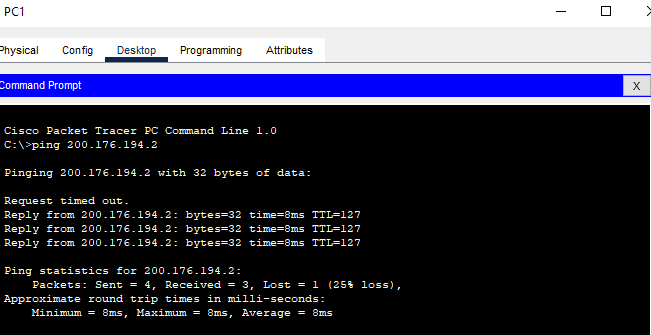 PC1
Physical Config Desktop Programming Attributes
Command Prompt X
Cisco Packet Tracer PC Command Line 1.0
C:\>ping 200.176.194.2
Pinging 200.176.194.2 with 32 bytes of data:
Request timed out.
Reply from 200.176.194.2: bytes=32 time=8ms TTL=127
Reply from 200.176.194.2: bytes=32 time=8ms TTL=127
Reply from 200.176.194.2: bytes=32 time=8ms TTL=127
Ping statistics for 200.176.194.2:
Packets: Sent = 4, Received = 3, Lost = 1 (25% loss),
Approximate round trip times in milli-seconds:
Minimum = 8ms, Maximum = 8ms, Average = 8ms